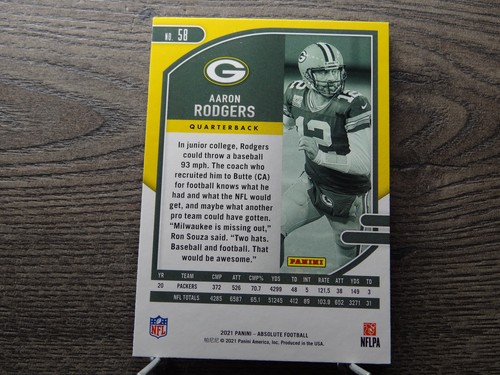 NO. 58
G
AARON
RODGERS
QUARTERBACK
12
In junior college, Rodgers
could throw a baseball
93 mph. The coach who
recruited him to Butte (CA)
for football knows what he
had and what the NFL would
get, and maybe what another
pro team could have gotten.
“Milwaukee is missing out,”
Ron Souza said. “Two hats.
Baseball and football. That
would be awesome.”
PANINI
YR TEAM CMP ATT CMP% YDS TD INT RATE ATT YDS TD
20 PACKERS 372 526 70.7 4299 48 5 121.5 38 149 3
NFL TOTALS 4285 6587 65.1 51245 412 89 103.9 652 3271 31
NFL
2021 PANINI - ABSOLUTE FOOTBALL
© 2021 Panini America, Inc. Produced in the USA.
NFLPA